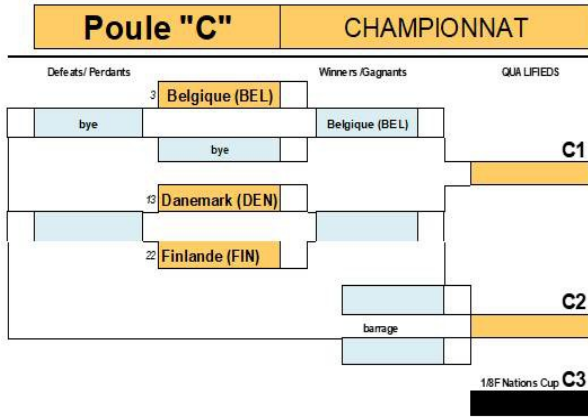 Poule "C" CHAMPIONNAT
Defeats/ Perdants Winners /Gagnants QUALIFIEDS
3 Belgique (BEL)
bye Belgique (BEL)
bye C1
13 Danemark (DEN)
22 Finlande (FIN)
C2
barrage
1/8F Nations Cup C3